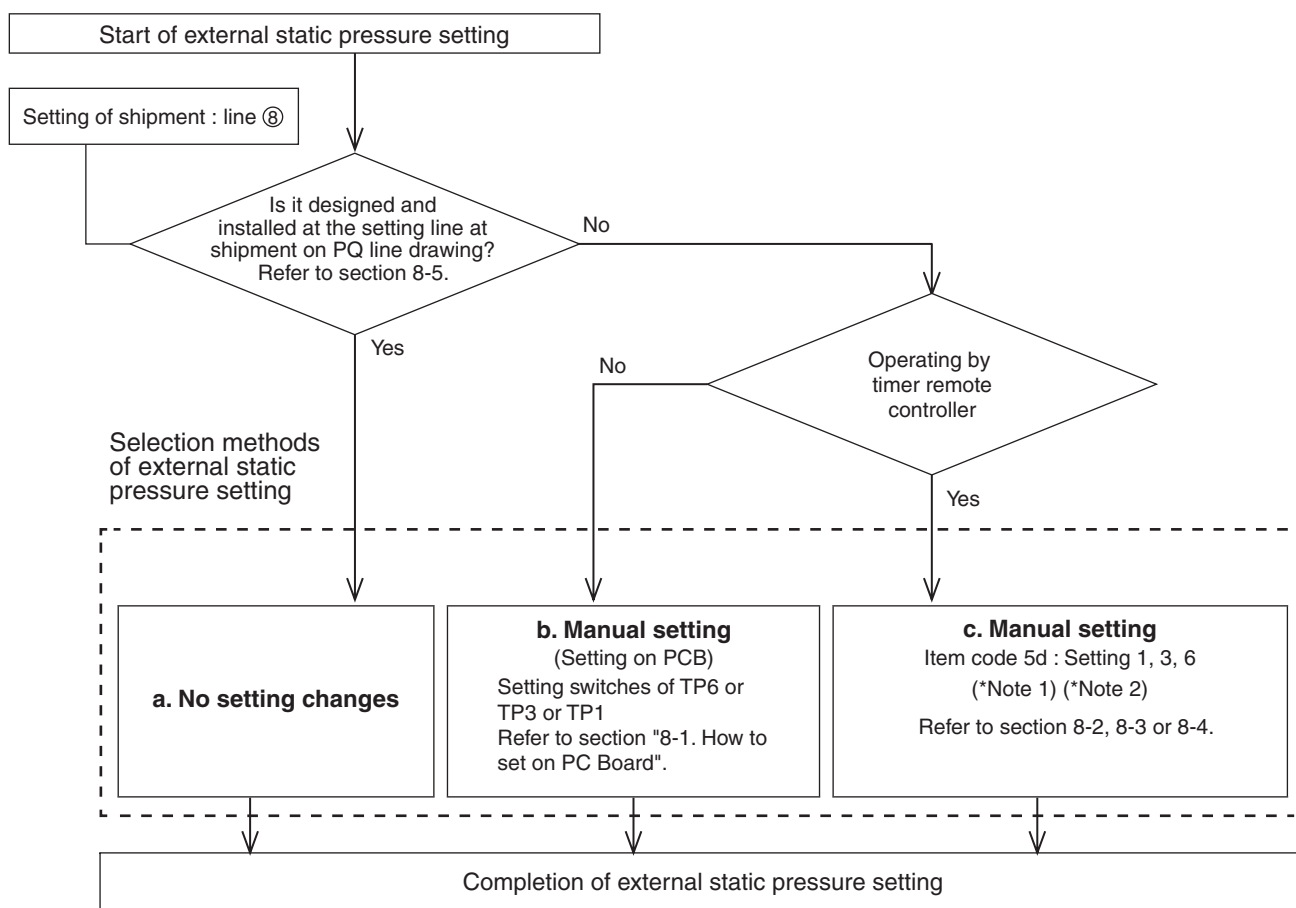 Start of external static pressure setting
Setting of shipment : line ⑧
Is it designed and
installed at the setting line at
shipment on PQ line drawing?
Refer to section 8-5.
No
Yes
Operating by
timer remote
controller
No
Yes
Selection methods
of external static
pressure setting
a. No setting changes
b. Manual setting
(Setting on PCB)
Setting switches of TP6 or
TP3 or TP1
Refer to section "8-1. How to
set on PC Board".
c. Manual setting
Item code 5d : Setting 1, 3, 6
(*Note 1) (*Note 2)
Refer to section 8-2, 8-3 or 8-4.
Completion of external static pressure setting